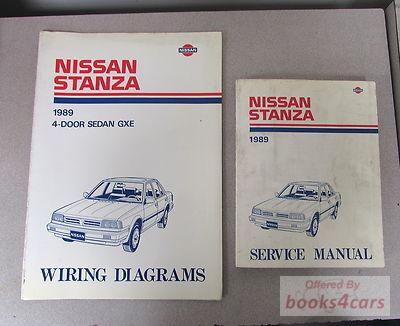 NISSAN
NISSAN
STANZA
1989
4-DOOR SEDAN GXE
NISSAN
WIRING DIAGRAMS
NISSAN
STANZA
1989
SERVICE MANUAL
Offered By
books4cars